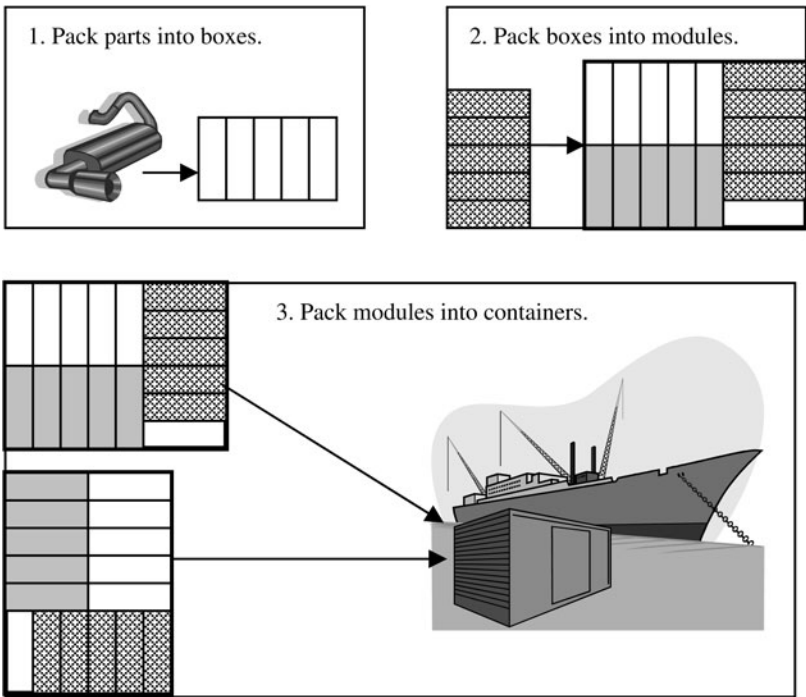 1. Pack parts into boxes.
2. Pack boxes into modules.
3. Pack modules into containers.